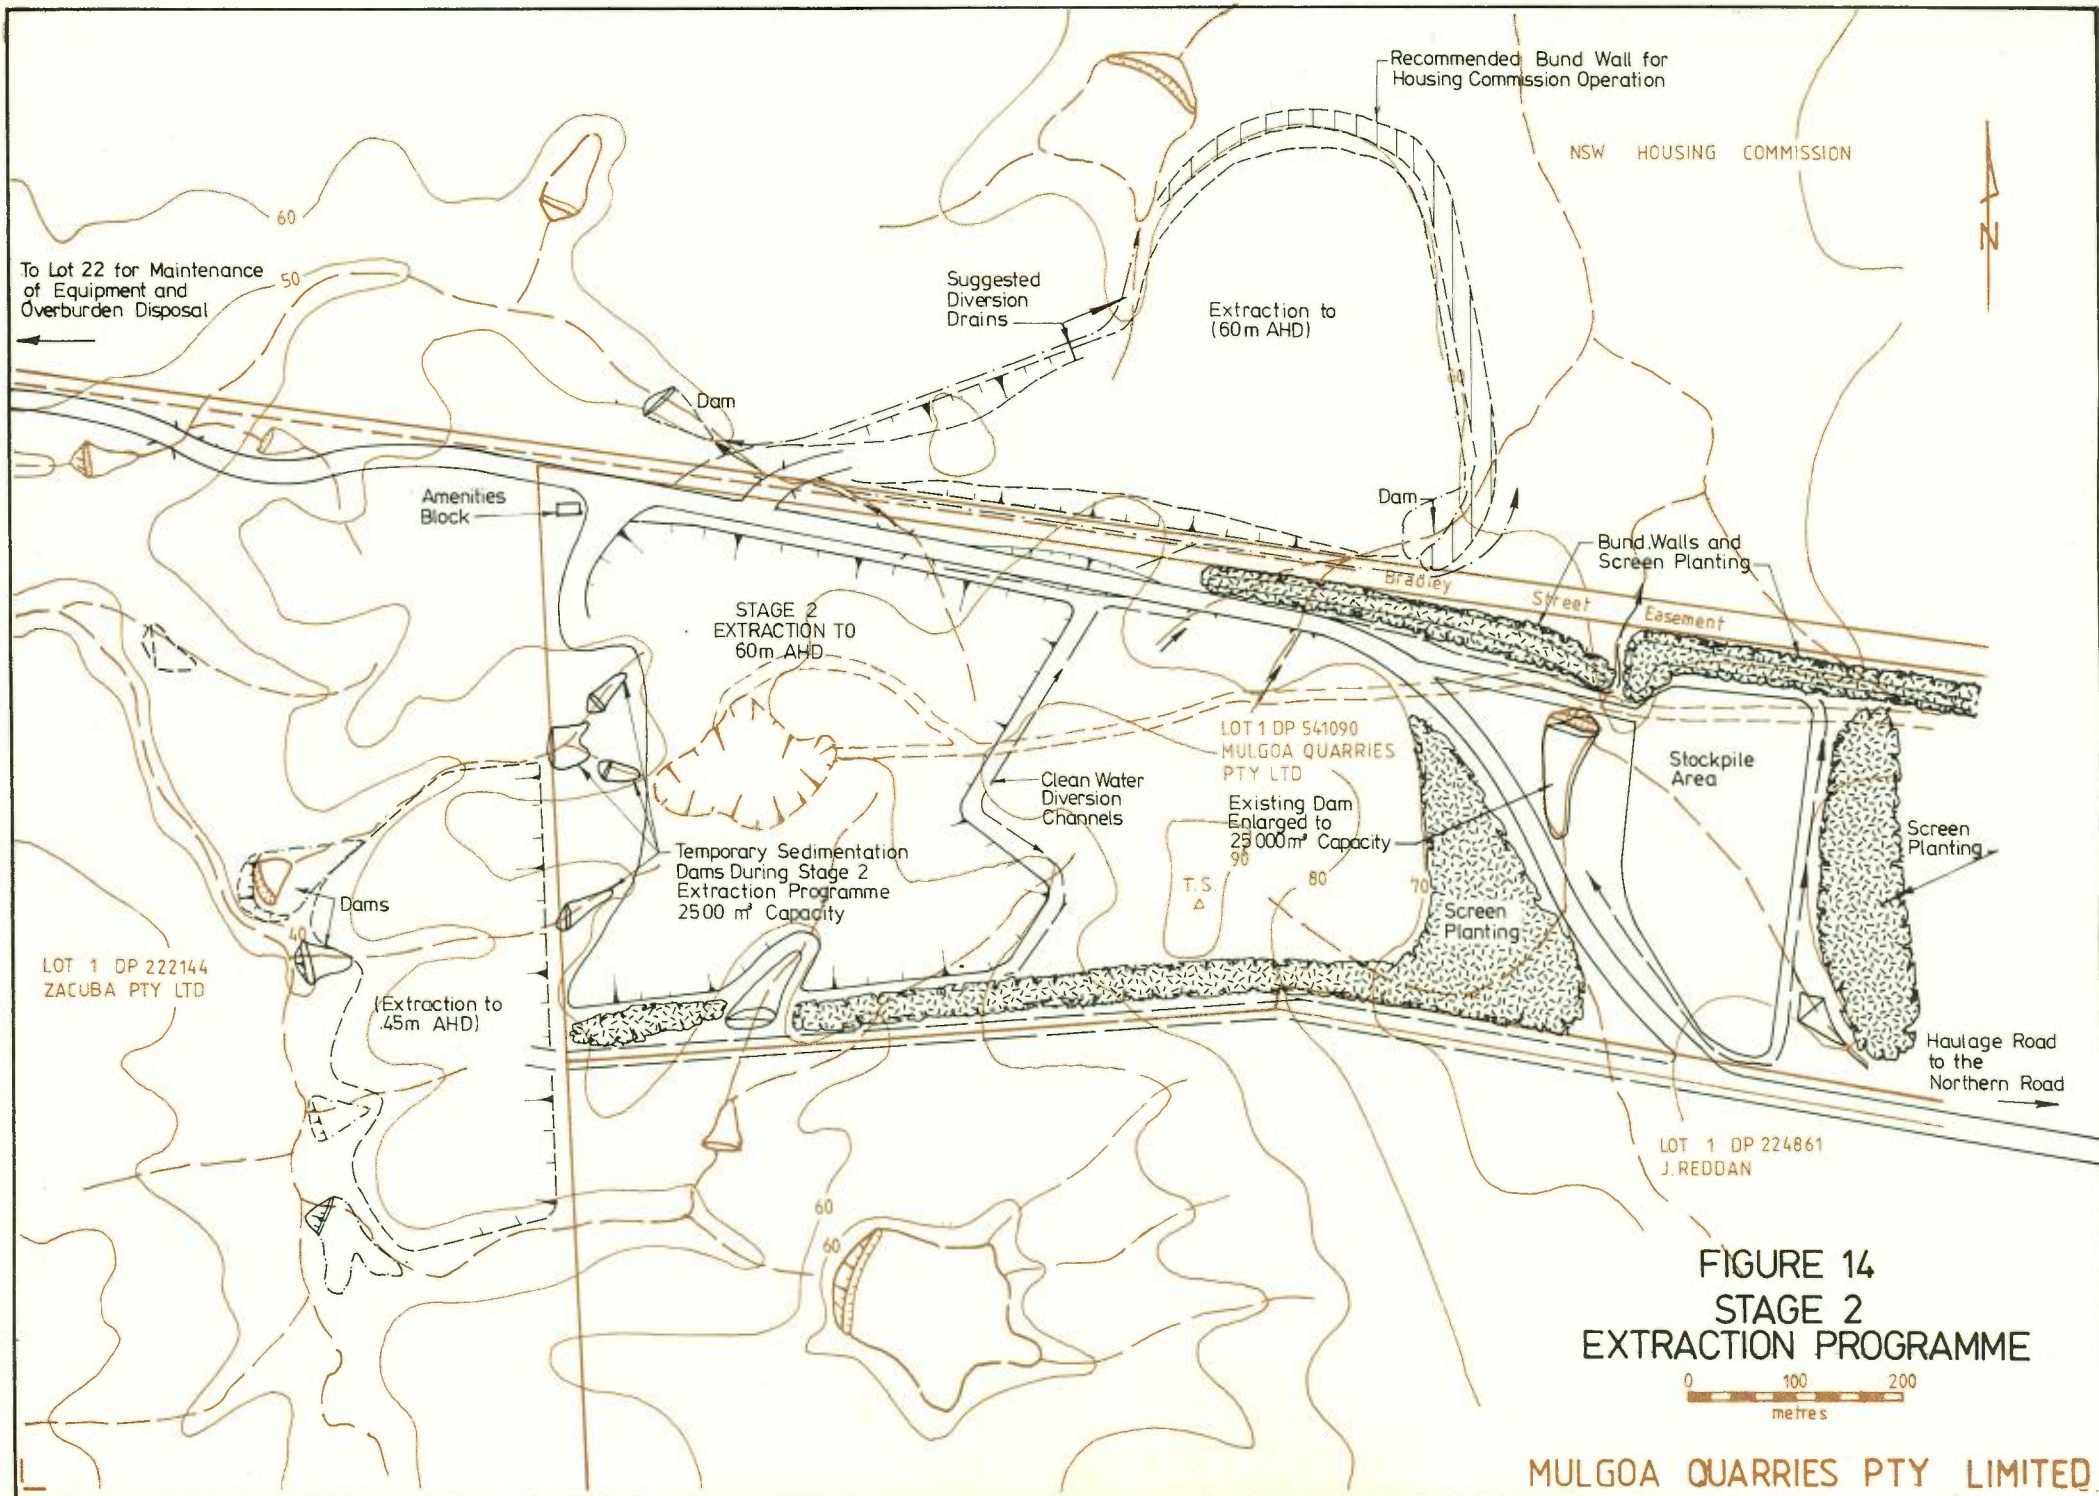 Recommended Bund Wall for
Housing Commission Operation
NSW HOUSING COMMISSION
N
60
To Lot 22 for Maintenance
of Equipment and
Overburden Disposal
50
Suggested
Diversion
Drains
Extraction to
(60m AHD)
60
Dam
Amenities
Block
Dam
Bund Walls and
Screen Planting
Bradley Street Easement
STAGE 2
EXTRACTION TO
60m AHD
LOT 1 DP 541090
MULGOA QUARRIES
PTY LTD
Stockpile
Area
Clean Water
Diversion
Channels
Existing Dam
Enlarged to
25000m³ Capacity
90
80
70
T.S.
Screen
Planting
Temporary Sedimentation
Dams During Stage 2
Extraction Programme
2500 m³ Capacity
Dams
40
Screen
Planting
LOT 1 DP 222144
ZACUBA PTY LTD
(Extraction to
45m AHD)
Haulage Road
to the
Northern Road
LOT 1 DP 224861
J. REDDAN
60
60
FIGURE 14
STAGE 2
EXTRACTION PROGRAMME
0 100 200
metres
MULGOA QUARRIES PTY LIMITED